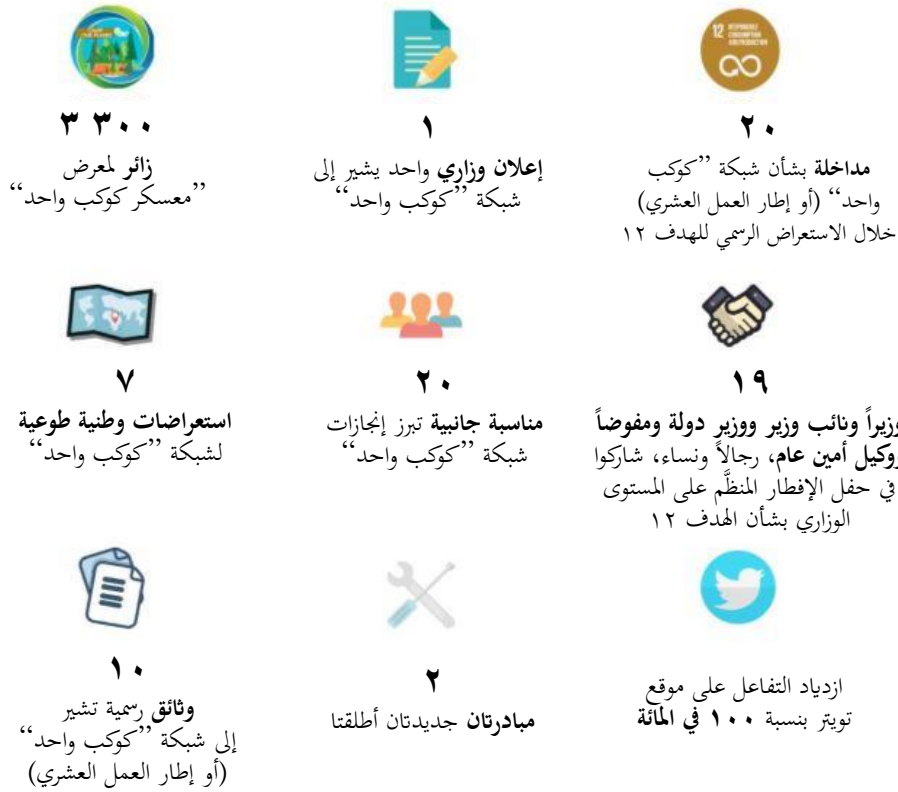 12 RESPONSIBLE
CONSUMPTION
٢٠
مداخلة بشأن شبكة ’’كوكب
واحد‘‘ (أو إطار العمل العشري)
خلال الاستعراض الرسمي للهدف ١٢
١
إعلان وزاري واحد يشير إلى
شبكة ’’كوكب واحد‘‘
٣ ٣٠٠
زائر لمعرض
’’معسكر كوكب واحد‘‘
١٩
وزيراً ونائب وزير ووزير دولة ومفوضاً
ووكيل أمين عام، رجالاً ونساء، شاركوا
في حفل الإفطار المنظَّم على المستوى
الوزاري بشأن الهدف ١٢
٢٠
مناسبة جانبية تبرز إنجازات
شبكة ’’كوكب واحد‘‘
٧
استعراضات وطنية طوعية
لشبكة ’’كوكب واحد‘‘
ازدياد التفاعل على موقع
تويتر بنسبة ١٠٠ في المائة
٢
مبادرتان جديدتان أطلقتا
١٠
وثائق رسمية تشير
إلى شبكة ’’كوكب واحد‘‘
(أو إطار العمل العشري)